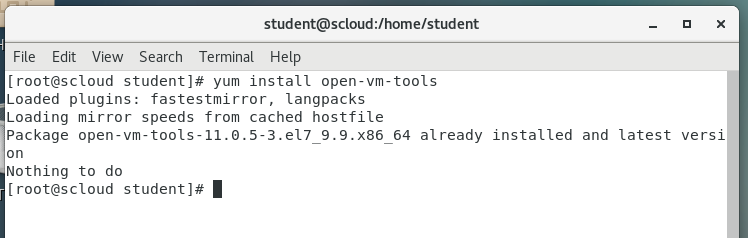 student@scloud:/home/student
File Edit View Search Terminal Help
[root@scloud student]# yum install open-vm-tools
Loaded plugins: fastestmirror, langpacks
Loading mirror speeds from cached hostfile
Package open-vm-tools-11.0.5-3.el7_9.9.x86_64 already installed and latest versi
on
Nothing to do
[root@scloud student]#